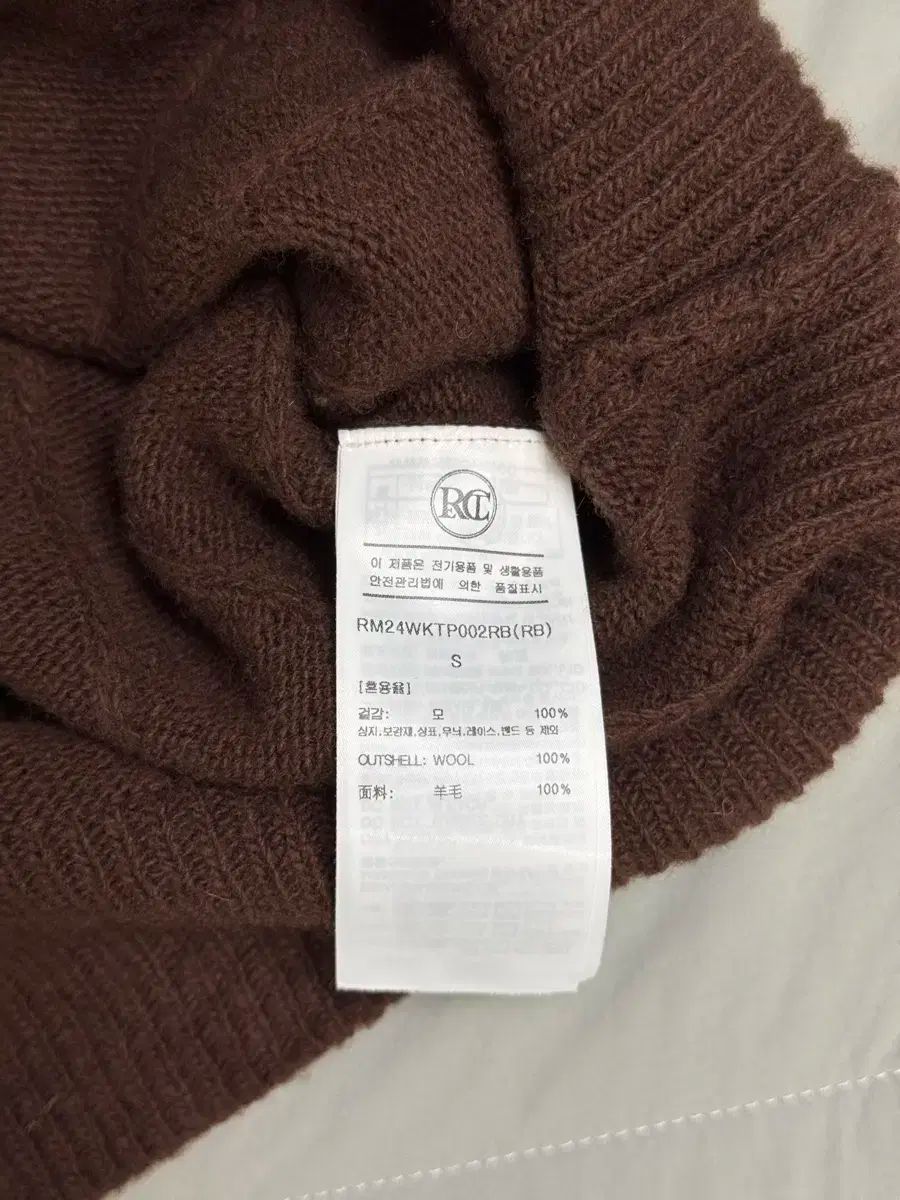 RCT
이 제품은 전기용품 및 생활용품
안전관리법에 의한 품질표시
RM24WKTP002RB(RB)
S
[혼용율]
겉감: 모 100%
심지,보강재,상표,무늬,레이스,밴드 등 제외
OUTSHELL: WOOL 100%
面料: 羊毛 100%